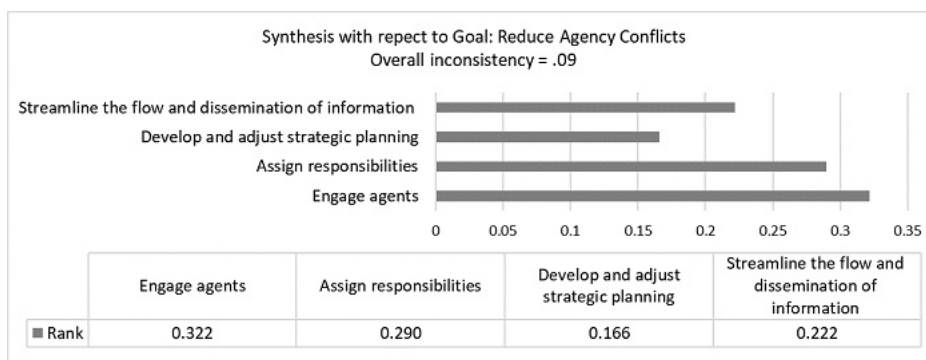 Synthesis with repect to Goal: Reduce Agency Conflicts
Overall inconsistency = .09
Streamline the flow and dissemination of information
Develop and adjust strategic planning
Assign responsibilities
Engage agents
0 0.05 0.1 0.15 0.2 0.25 0.3 0.35
Engage agents
Assign responsibilities
Develop and adjust
strategic planning
Streamline the flow and
dissemination of
information
Rank 0.322 0.290 0.166 0.222